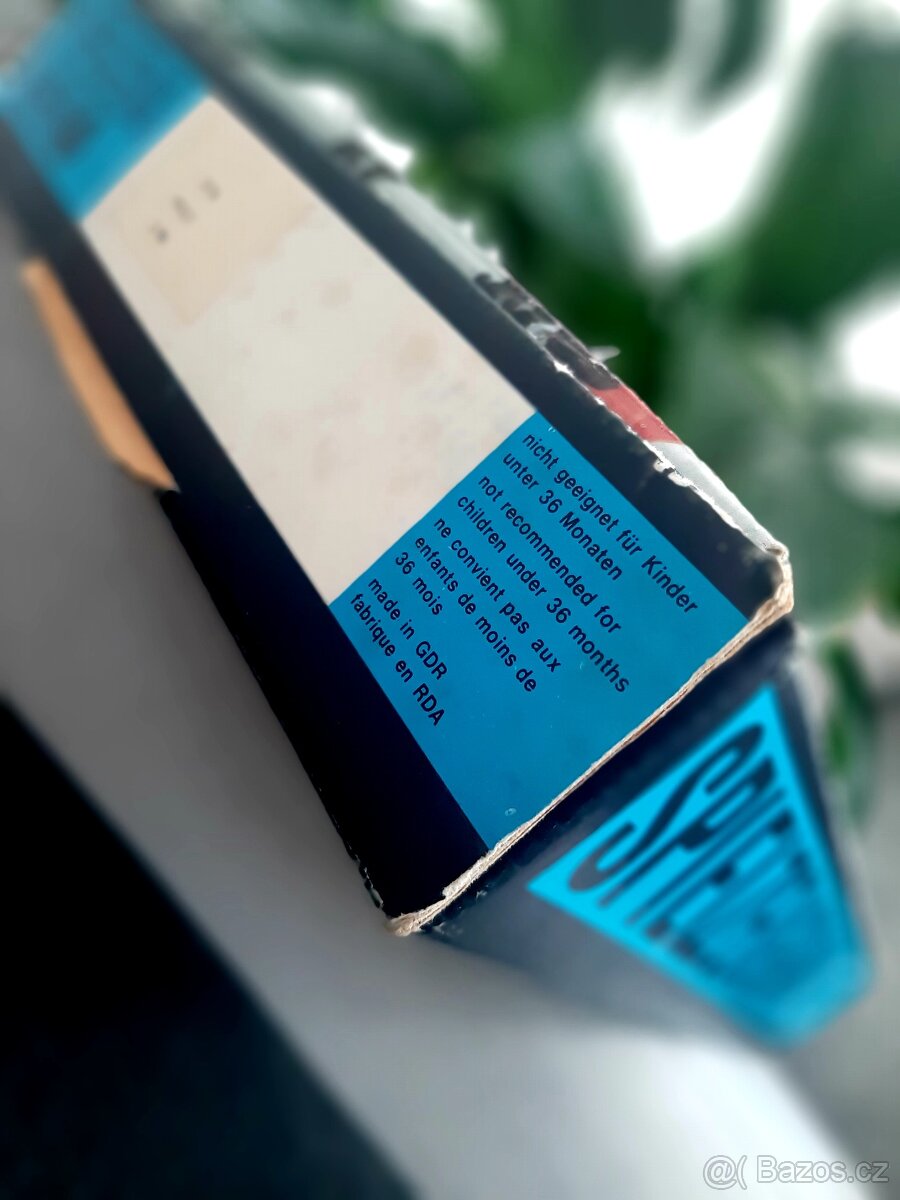 nicht geeignet für Kinder
unter 36 Monaten
not recommended for
children under 36 months
ne convient pas aux
enfants de moins de
36 mois
made in GDR
fabrique en RDA
@( Bazos.cz